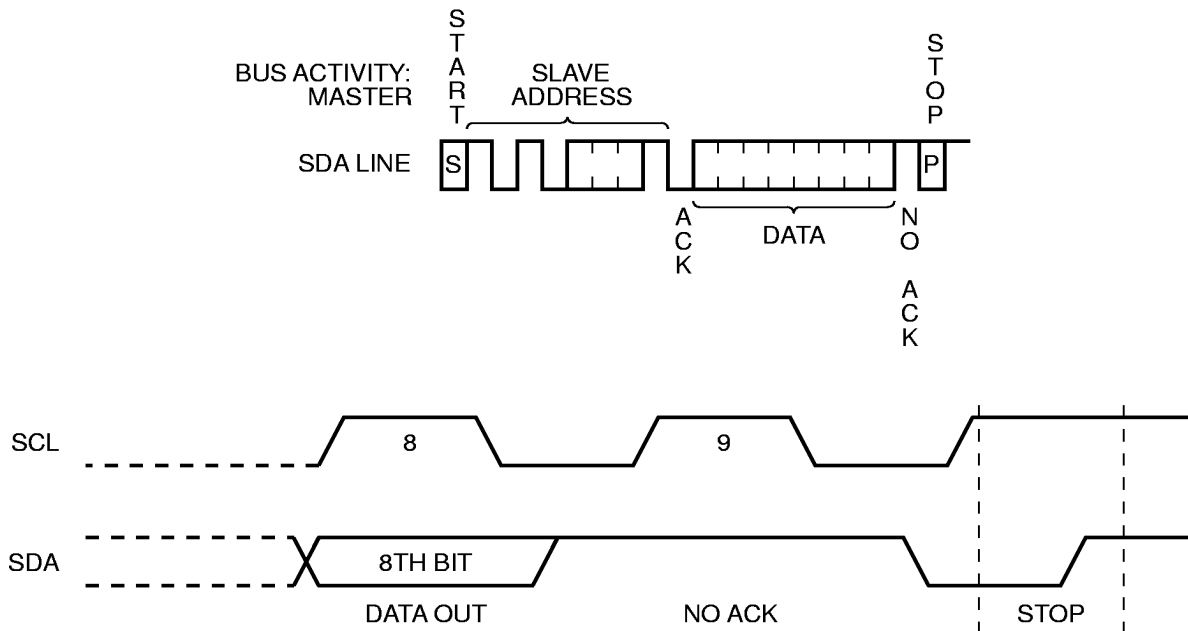 START
BUS ACTIVITY:
MASTER
SLAVE
ADDRESS
STOP
SDA LINE
S
P
ACK
DATA
NO ACK
SCL
8
9
SDA
8TH BIT
DATA OUT
NO ACK
STOP